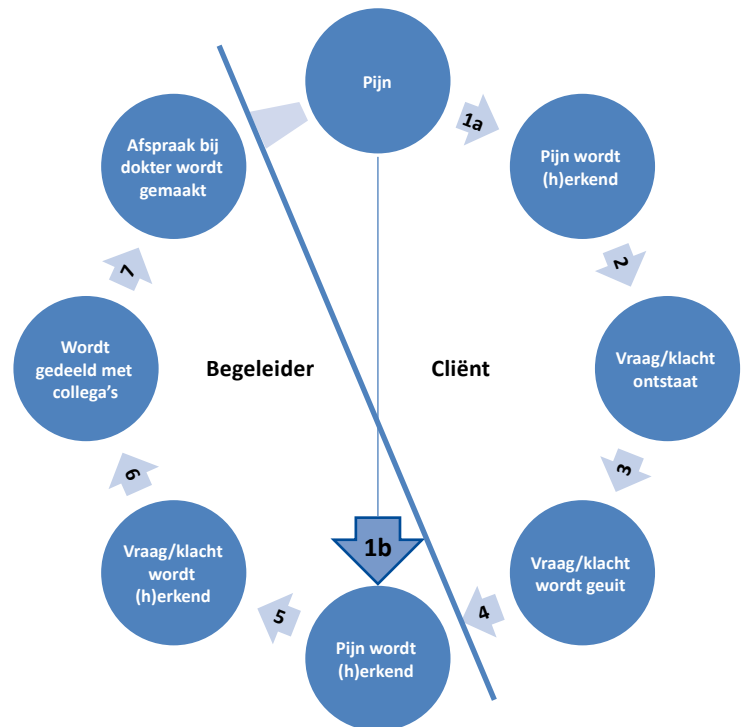 Pijn
1a
Pijn wordt
(h)erkend
2
Vraag/klacht
ontstaat
3
Vraag/klacht
wordt geuit
4
Pijn wordt
(h)erkend
5
Vraag/klacht
wordt
(h)erkend
6
Wordt
gedeeld met
collega's
7
Afspraak bij
dokter wordt
gemaakt
Begeleider
Cliënt
1b